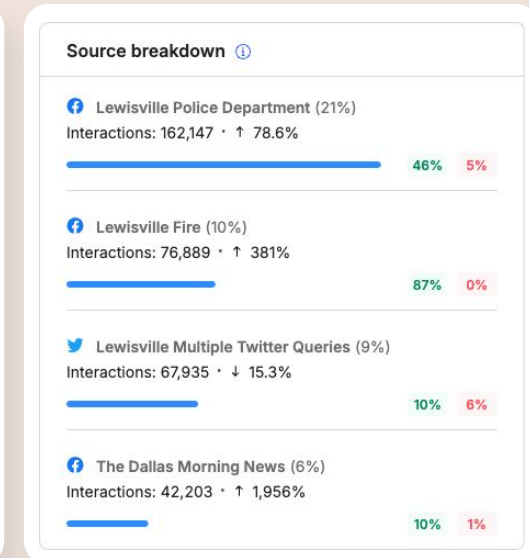 Source breakdown
Lewisville Police Department (21%)
Interactions: 162,147 · ↑ 78.6%
46% 5%
Lewisville Fire (10%)
Interactions: 76,889 · ↑ 381%
87% 0%
Lewisville Multiple Twitter Queries (9%)
Interactions: 67,935 · ↓ 15.3%
10% 6%
The Dallas Morning News (6%)
Interactions: 42,203 · ↑ 1,956%
10% 1%